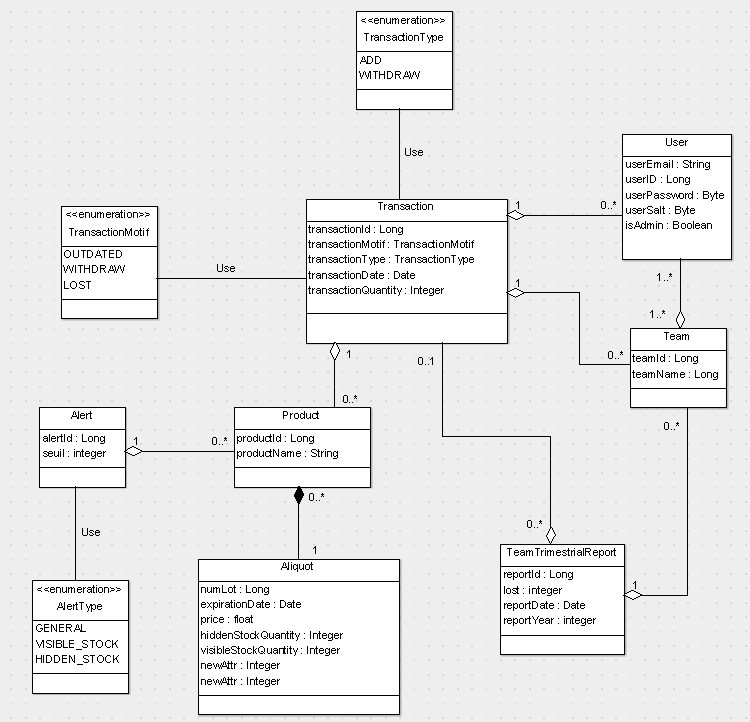 <<enumeration>>
TransactionType
ADD
WITHDRAW
Use
User
userEmail : String
userID : Long
userPassword : Byte
userSalt : Byte
isAdmin : Boolean
<<enumeration>>
TransactionMotif
OUTDATED
WITHDRAW
LOST
Use
Transaction
transactionId : Long
transactionMotif : TransactionMotif
transactionType : TransactionType
transactionDate : Date
transactionQuantity : Integer
1
0..*
1
0..*
1..*
1..*
Team
teamId : Long
teamName : Long
1
0..*
0..1
0..*
0..*
1
Alert
alertId : Long
seuil : integer
1
0..*
Product
productId : Long
productName : String
0..*
1
Use
<<enumeration>>
AlertType
GENERAL
VISIBLE_STOCK
HIDDEN_STOCK
Aliquot
numLot : Long
expirationDate : Date
price : float
hiddenStockQuantity : Integer
visibleStockQuantity : Integer
newAttr : Integer
newAttr : Integer
TeamTrimestrialReport
reportId : Long
lost : integer
reportDate : Date
reportYear : integer